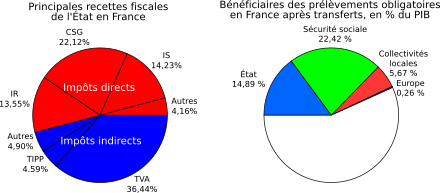 Principales recettes fiscales
de l'État en France
CSG
22,12%
IS
14,23%
IR
13,55%
Impôts directs
Autres
4,16%
Autres
4,90%
Impôts indirects
TIPP
4.59%
TVA
36,44%
Bénéficiaires des prélèvements obligatoires
en France après transferts, en % du PIB
Sécurité sociale
22,42 %
Collectivités
locales
5,67 %
État
14,89 %
Europe
0,26 %